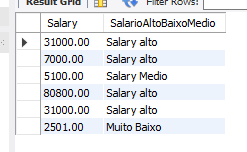 Result Grid Filter Rows:
Salary SalarioAltoBaixoMedio
31000.00 Salary alto
7000.00 Salary alto
5100.00 Salary Medio
80800.00 Salary alto
31000.00 Salary alto
2501.00 Muito Baixo